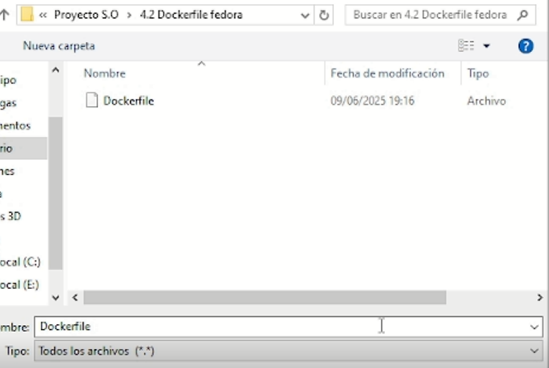 « Proyecto S.O > 4.2 Dockerfile fedora
Buscar en 4.2 Dockerfile fedora
Nueva carpeta
Nombre
Fecha de modificación
Tipo
Dockerfile
09/06/2025 19:16
Archivo
ipo
gas
mentos
rio
nes
s 3D
ocal (C:)
ocal (E:)
mbre: Dockerfile
Tipo: Todos los archivos (*.*)